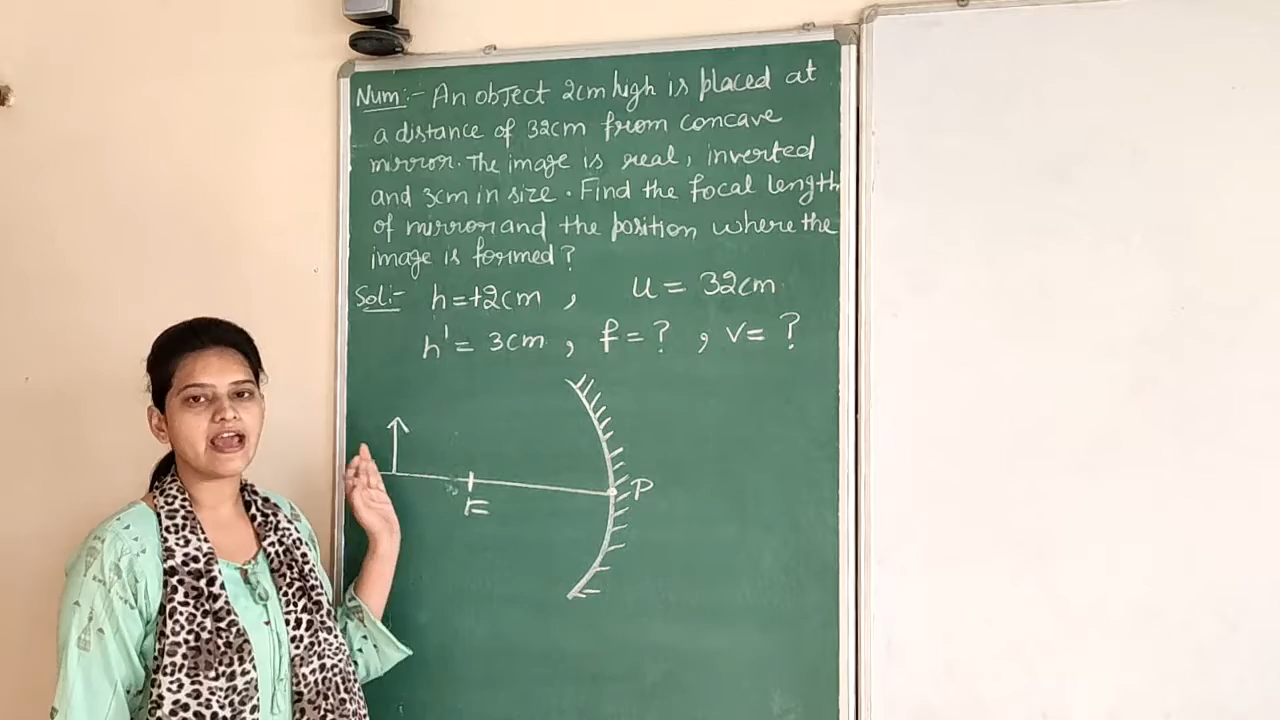 Num:- An object 2cm high is placed at
a distance of 32cm from concave
mirror. The image is real, inverted
and 3cm in size. Find the focal length
of mirror and the position where the
image is formed?
Sol:- h=+2cm, u= 32cm
h'= 3cm, f=?, v=?
P
F